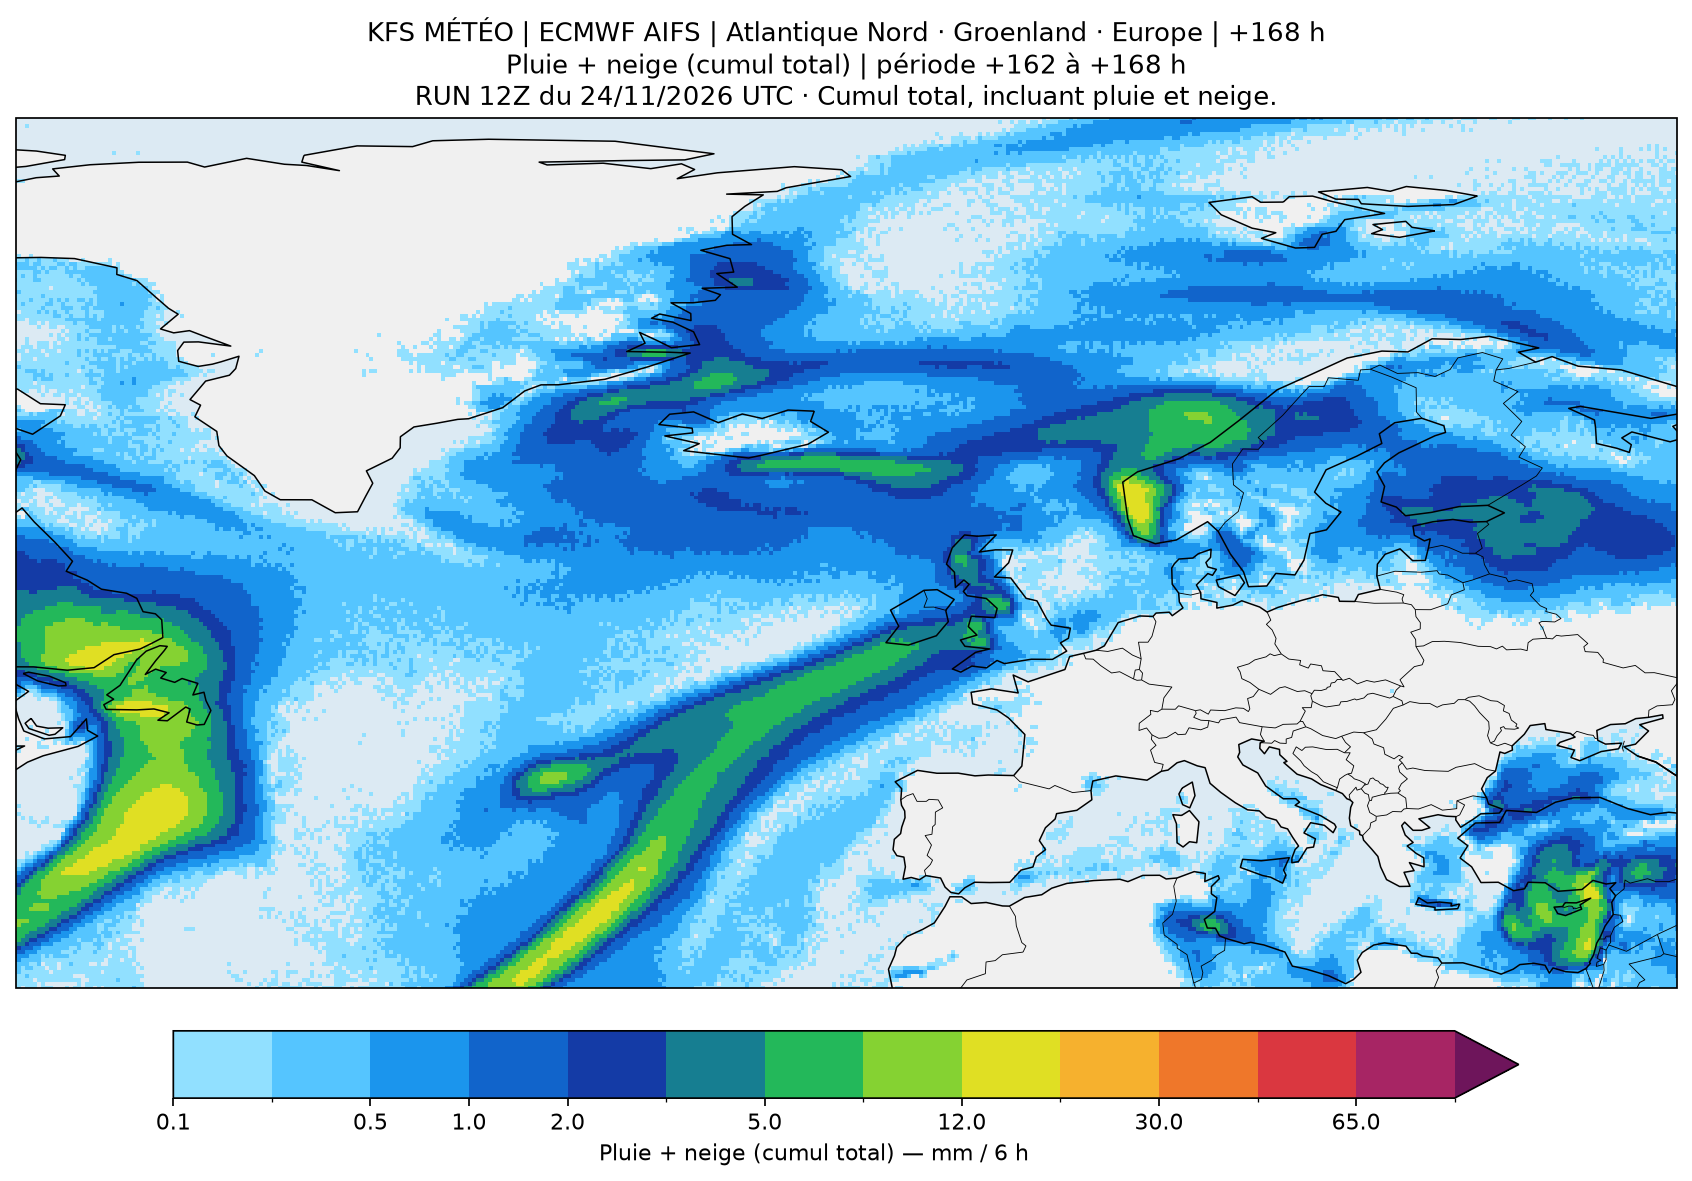 KFS MÉTÉO | ECMWF AIFS | Atlantique Nord · Groenland · Europe | +168 h
Pluie + neige (cumul total) | période +162 à +168 h
RUN 12Z du 24/11/2026 UTC · Cumul total, incluant pluie et neige.
0.1 0.5 1.0 2.0 5.0 12.0 30.0 65.0
Pluie + neige (cumul total) — mm / 6 h